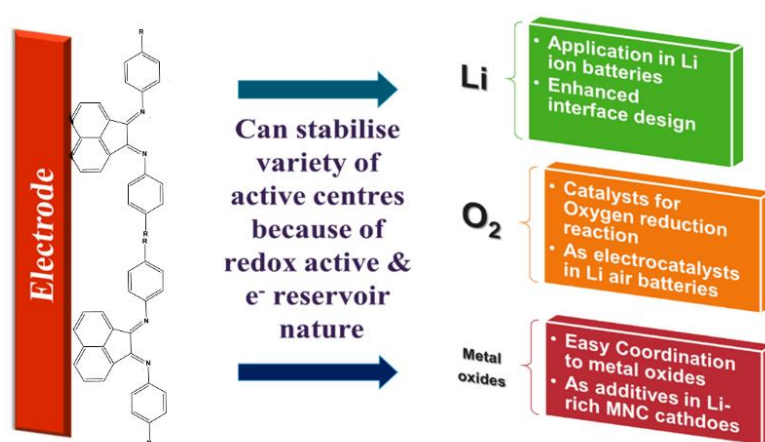 Electrode
R
N
N
R
R
N
N
R
Can stabilise
variety of
active centres
because of
redox active &
e- reservoir
nature
Li
• Application in Li
ion batteries
• Enhanced
interface design
O2
• Catalysts for
Oxygen reduction
reaction
• As electrocatalysts
in Li air batteries
Metal
oxides
• Easy Coordination
to metal oxides
• As additives in Li-
rich MNC cathdoes